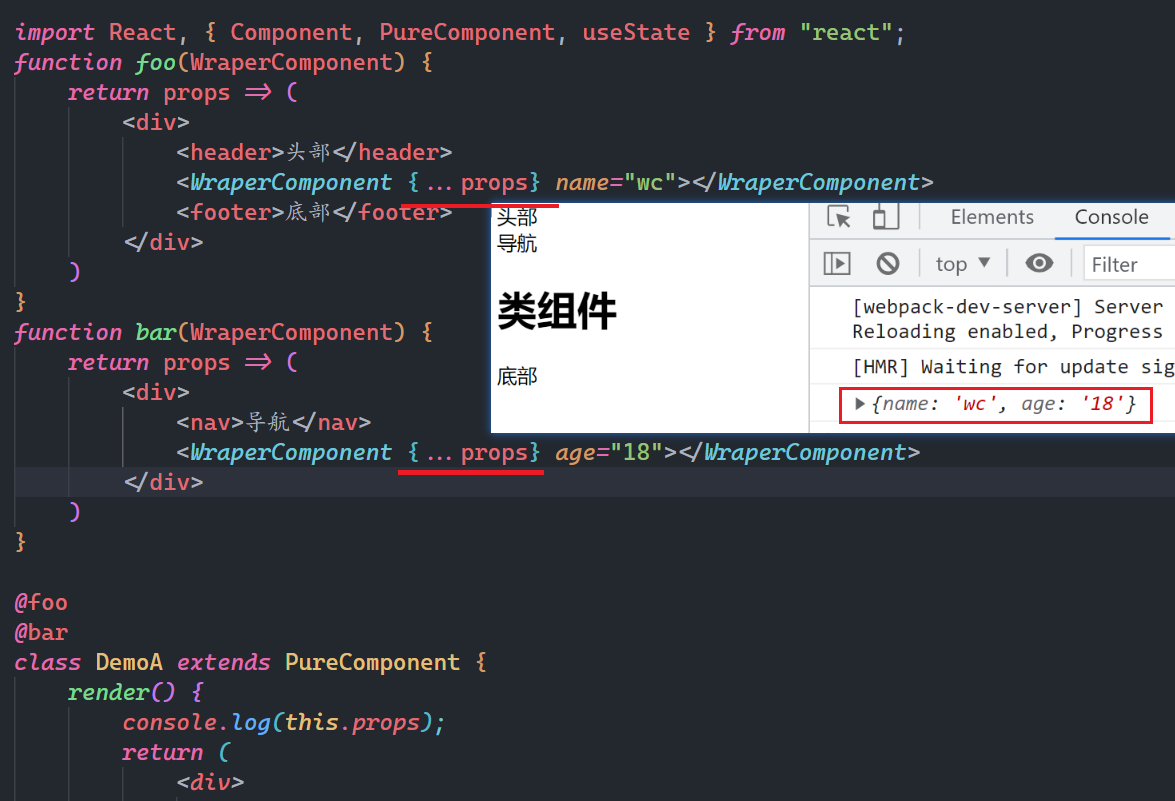 import React, { Component, PureComponent, useState } from "react";
function foo(WraperComponent) {
return props => (
<div>
<header>头部</header>
<WraperComponent {...props} name="wc"></WraperComponent>
<footer>底部</footer>
</div>
)
}
function bar(WraperComponent) {
return props => (
<div>
<nav>导航</nav>
<WraperComponent {...props} age="18"></WraperComponent>
</div>
)
}
@foo
@bar
class DemoA extends PureComponent {
render() {
console.log(this.props);
return (
<div>
头部
导航
类组件
底部
Elements Console
top Filter
[webpack-dev-server] Server
Reloading enabled, Progress
[HMR] Waiting for update sig
{name: 'wc', age: '18'}